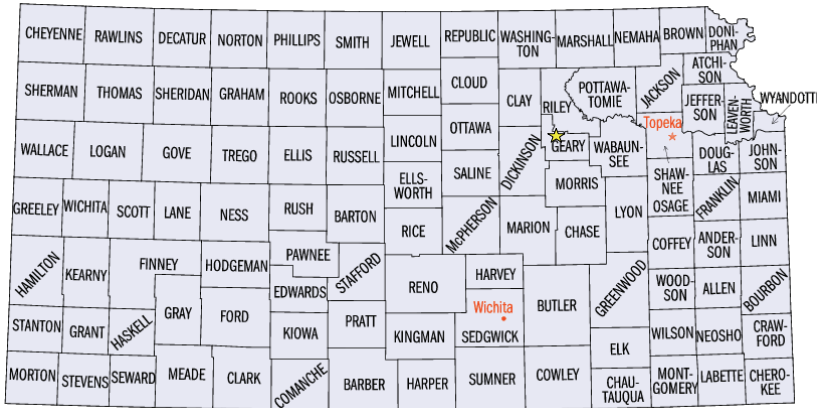 CHEYENNE
RAWLINS
DECATUR
NORTON
PHILLIPS
SMITH
JEWELL
REPUBLIC
WASHING-
TON
MARSHALL
NEMAHA
BROWN
DONI-
PHAN
SHERMAN
THOMAS
SHERIDAN
GRAHAM
ROOKS
OSBORNE
MITCHELL
CLOUD
CLAY
RILEY
POTTAWA-
TOMIE
JACKSON
ATCHI-
SON
JEFFER-
SON
LEAVEN-
WORTH
WYANDOTT
WALLACE
LOGAN
GOVE
TREGO
ELLIS
RUSSELL
LINCOLN
OTTAWA
DICKINSON
GEARY
WABAUN-
SEE
Topeka
SHAW-
NEE
DOUG-
LAS
JOHN-
SON
GREELEY
WICHITA
SCOTT
LANE
NESS
RUSH
BARTON
ELLS-
WORTH
SALINE
MORRIS
LYON
OSAGE
FRANKLIN
MIAMI
HAMILTON
KEARNY
FINNEY
HODGEMAN
PAWNEE
STAFFORD
RICE
McPHERSON
MARION
CHASE
COFFEY
ANDER-
SON
LINN
EDWARDS
RENO
HARVEY
BUTLER
GREENWOOD
WOOD-
SON
ALLEN
BOURBON
STANTON
GRANT
HASKELL
GRAY
FORD
KIOWA
PRATT
KINGMAN
Wichita
SEDGWICK
ELK
WILSON
NEOSHO
CRAW-
FORD
MORTON
STEVENS
SEWARD
MEADE
CLARK
COMANCHE
BARBER
HARPER
SUMNER
COWLEY
CHAU-
TAUQUA
MONT-
GOMERY
LABETTE
CHERO-
KEE